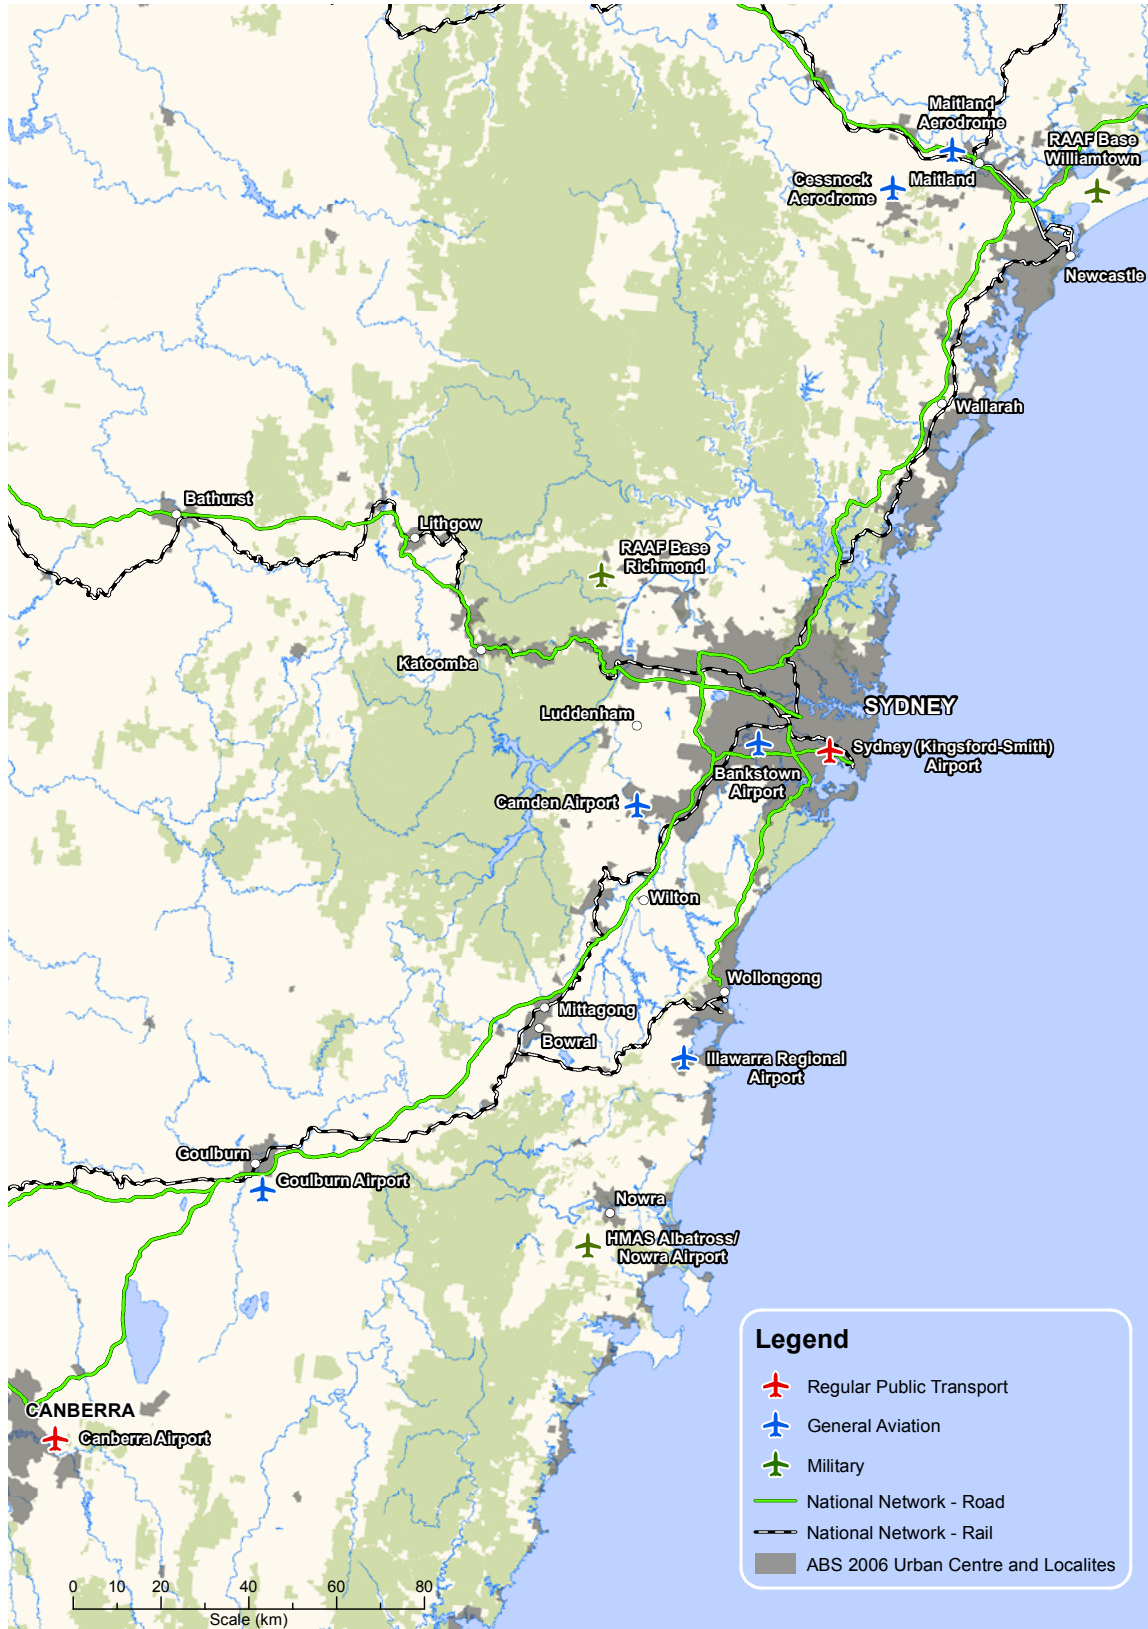 Maitland
Aerodrome
RAAF Base
Williamtown
Cessnock
Aerodrome
Maitland
Newcastle
Wallarah
Bathurst
Lithgow
RAAF Base
Richmond
Katoomba
Luddenham
SYDNEY
Sydney (Kingsford-Smith)
Airport
Bankstown
Airport
Camden Airport
Wilton
Wollongong
Mittagong
Bowral
Illawarra Regional
Airport
Goulburn
Goulburn Airport
Nowra
HMAS Albatross/
Nowra Airport
CANBERRA
Canberra Airport
Legend
Regular Public Transport
General Aviation
Military
National Network - Road
National Network - Rail
ABS 2006 Urban Centre and Localites
0 10 20 40 60 80
Scale (km)